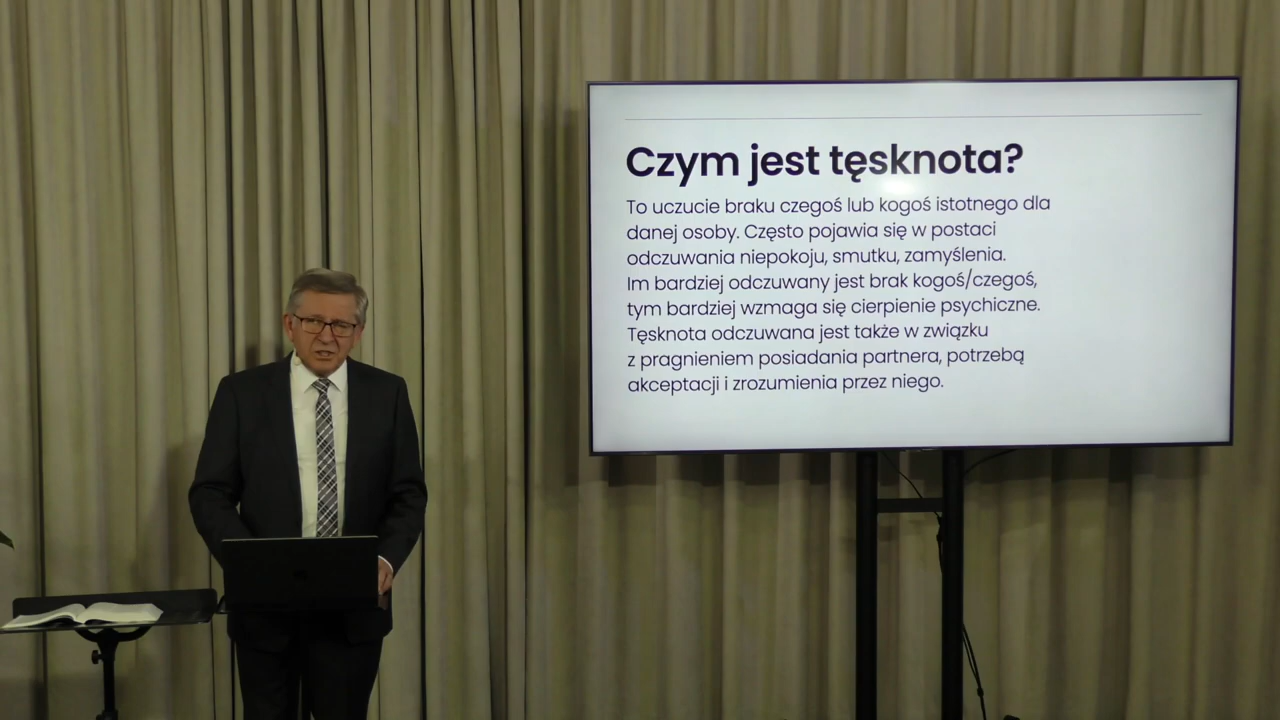 Czym jest tęsknota?
To uczucie braku czegoś lub kogoś istotnego dla
danej osoby. Często pojawia się w postaci
odczuwania niepokoju, smutku, zamyślenia.
Im bardziej odczuwany jest brak kogoś/czegoś,
tym bardziej wzmaga się cierpienie psychiczne.
Tęsknota odczuwana jest także w związku
z pragnieniem posiadania partnera, potrzebą
akceptacji i zrozumienia przez niego.